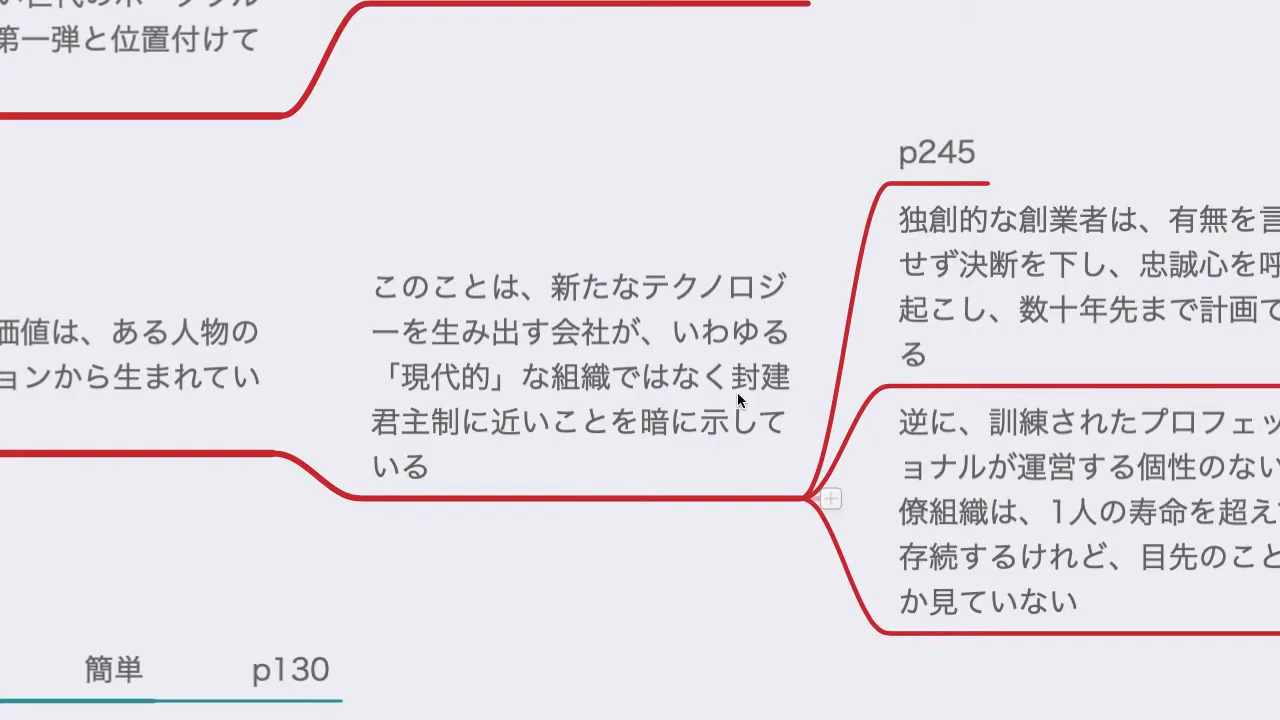 第一弾と位置付けて
価値は、ある人物の
ョンから生まれてい
このことは、新たなテクノロジ
ーを生み出す会社が、いわゆる
「現代的」な組織ではなく封建
君主制に近いことを暗に示して
いる
p245
独創的な創業者は、有無を言
せず決断を下し、忠誠心を呼
起こし、数十年先まで計画で
る
逆に、訓練されたプロフェッ
ョナルが運営する個性のない
僚組織は、1人の寿命を超え
存続するけれど、目先のこと
か見ていない
簡単
p130